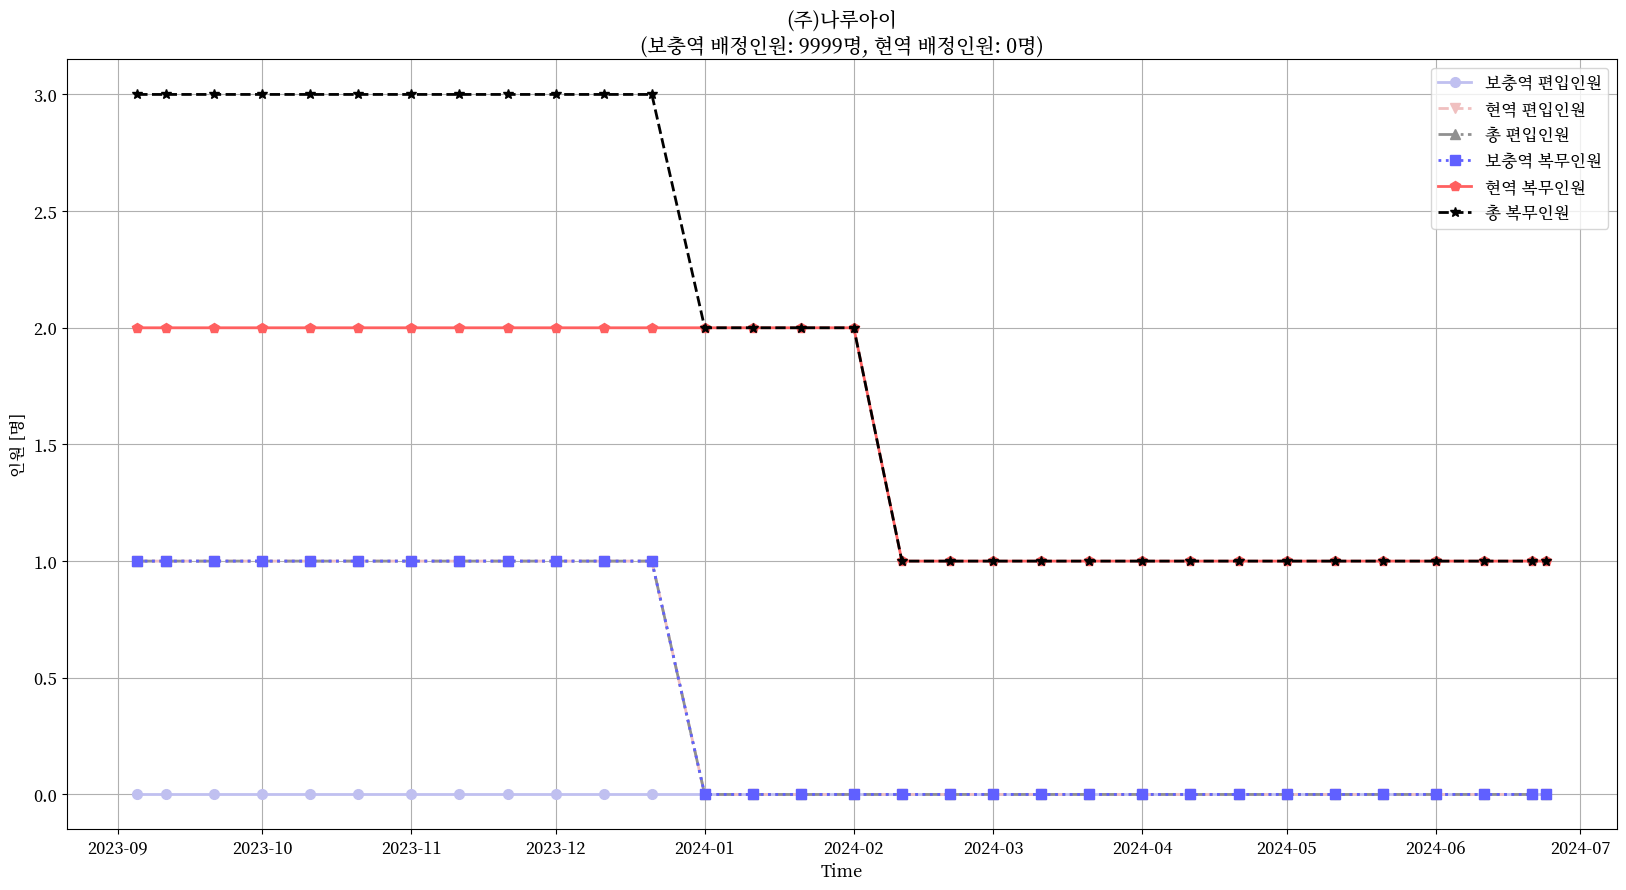 (주)나루아이
(보충역 배정인원: 9999명, 현역 배정인원: 0명)
보충역 편입인원
현역 편입인원
총 편입인원
보충역 복무인원
현역 복무인원
총 복무인원
인원 [명]
3.0
2.5
2.0
1.5
1.0
0.5
0.0
2023-09
2023-10
2023-11
2023-12
2024-01
2024-02
2024-03
2024-04
2024-05
2024-06
2024-07
Time